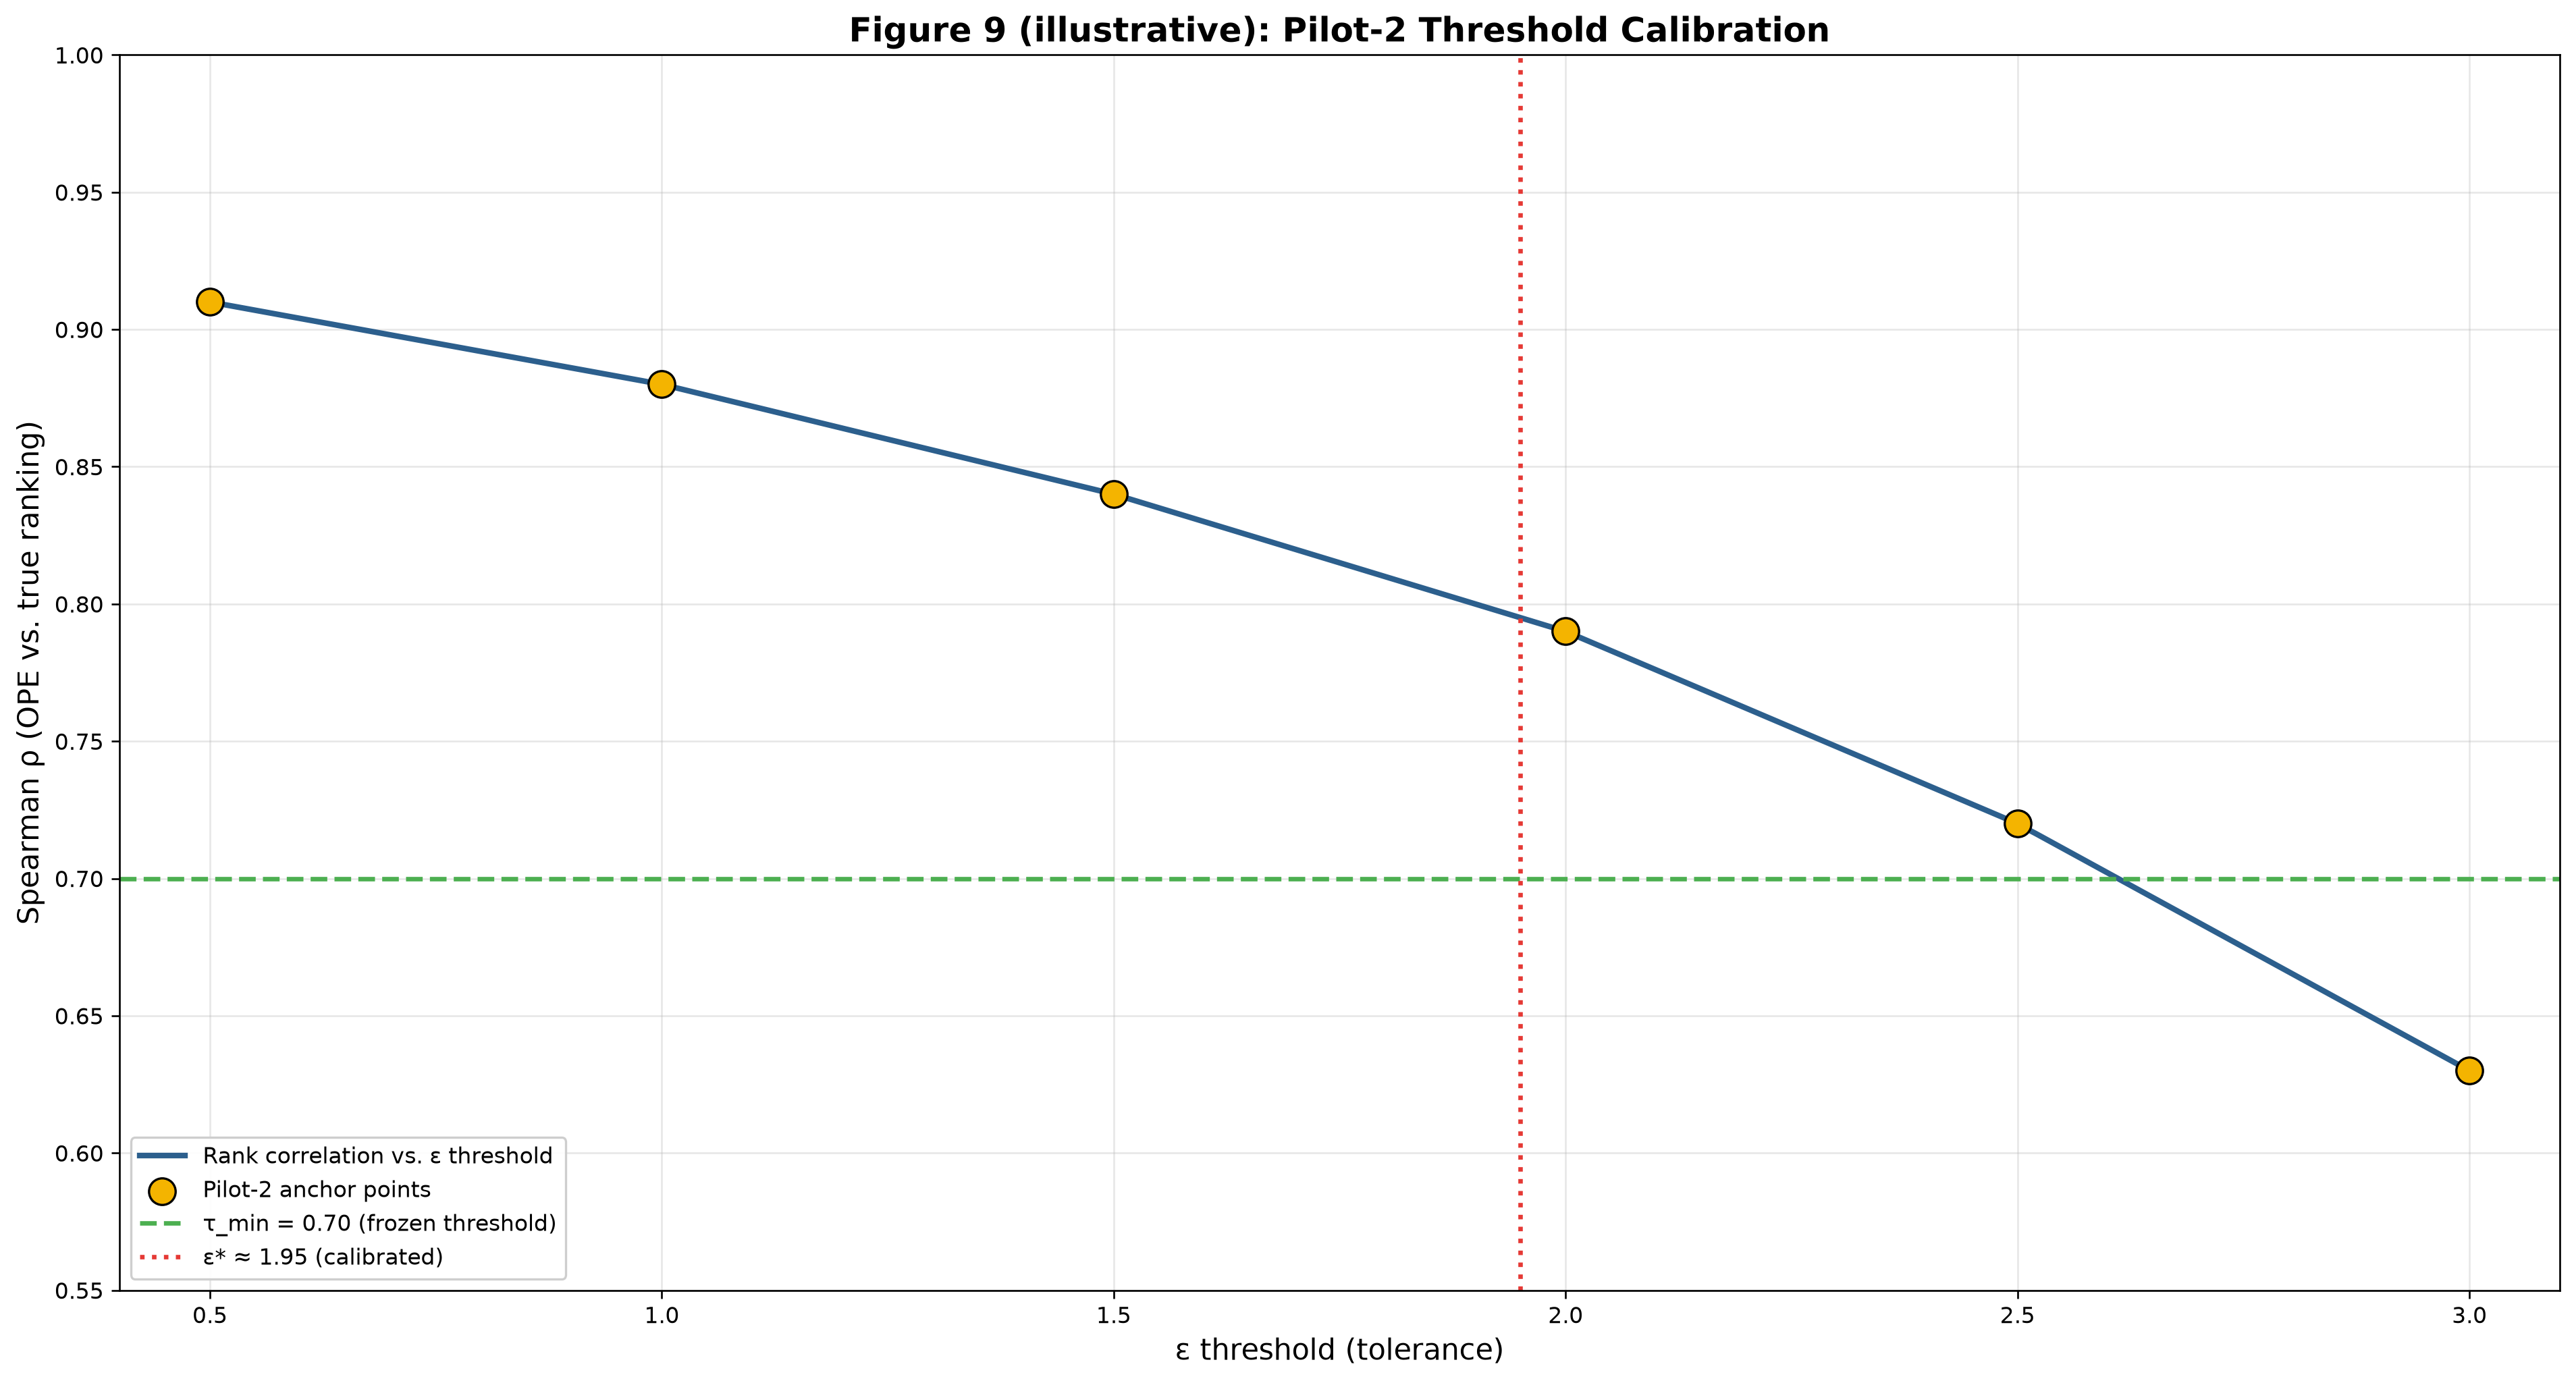 Figure 9 (illustrative): Pilot-2 Threshold Calibration
Spearman ρ (OPE vs. true ranking)
1.00
0.95
0.90
0.85
0.80
0.75
0.70
0.65
0.60
0.55
Rank correlation vs. ε threshold
Pilot-2 anchor points
τ_min = 0.70 (frozen threshold)
ε* ≈ 1.95 (calibrated)
0.5 1.0 1.5 2.0 2.5 3.0
ε threshold (tolerance)